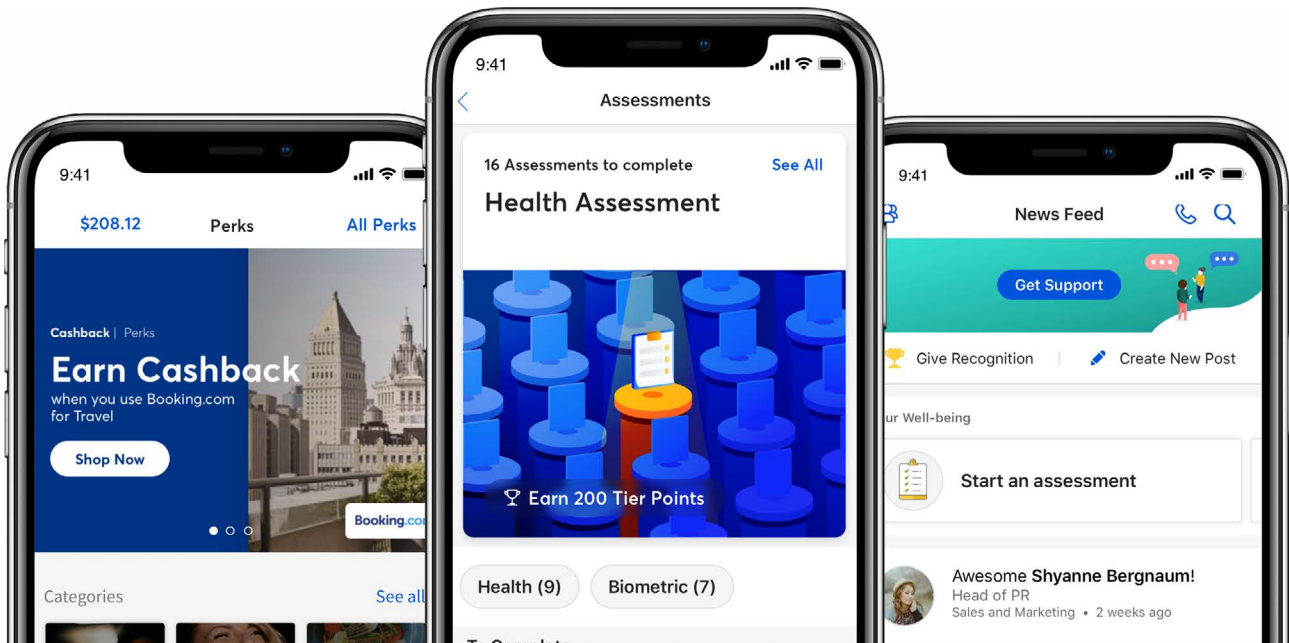 9:41
$208.12
Perks
All Perks
Cashback | Perks
Earn Cashback
when you use Booking.com
for Travel
Shop Now
Booking.co
Categories
See all
9:41
Assessments
16 Assessments to complete
See All
Health Assessment
Earn 200 Tier Points
Health (9)
Biometric (7)
To Complete
9:41
News Feed
Get Support
Give Recognition
Create New Post
ur Well-being
Start an assessment
Awesome Shyanne Bergnaum!
Head of PR
Sales and Marketing • 2 weeks ago